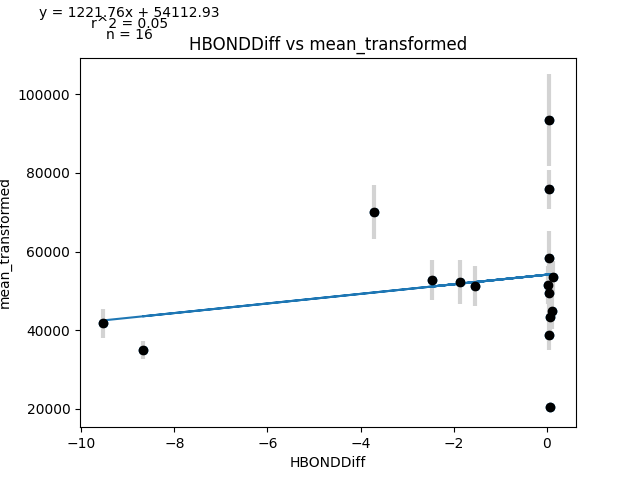 y = 1221.76x + 54112.93
r^2 = 0.05
n = 16
HBONDDiff vs mean_transformed
mean_transformed
100000
80000
60000
40000
20000
−10
−8
−6
−4
−2
0
HBONDDiff